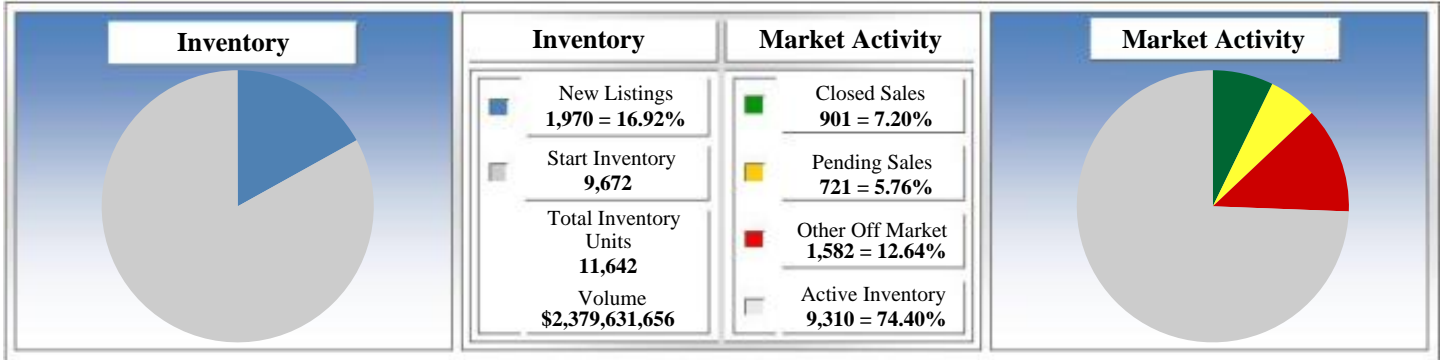 Inventory
Inventory
Market Activity
New Listings
1,970 = 16.92%
Start Inventory
9,672
Total Inventory
Units
11,642
Volume
$2,379,631,656
Closed Sales
901 = 7.20%
Pending Sales
721 = 5.76%
Other Off Market
1,582 = 12.64%
Active Inventory
9,310 = 74.40%
Market Activity